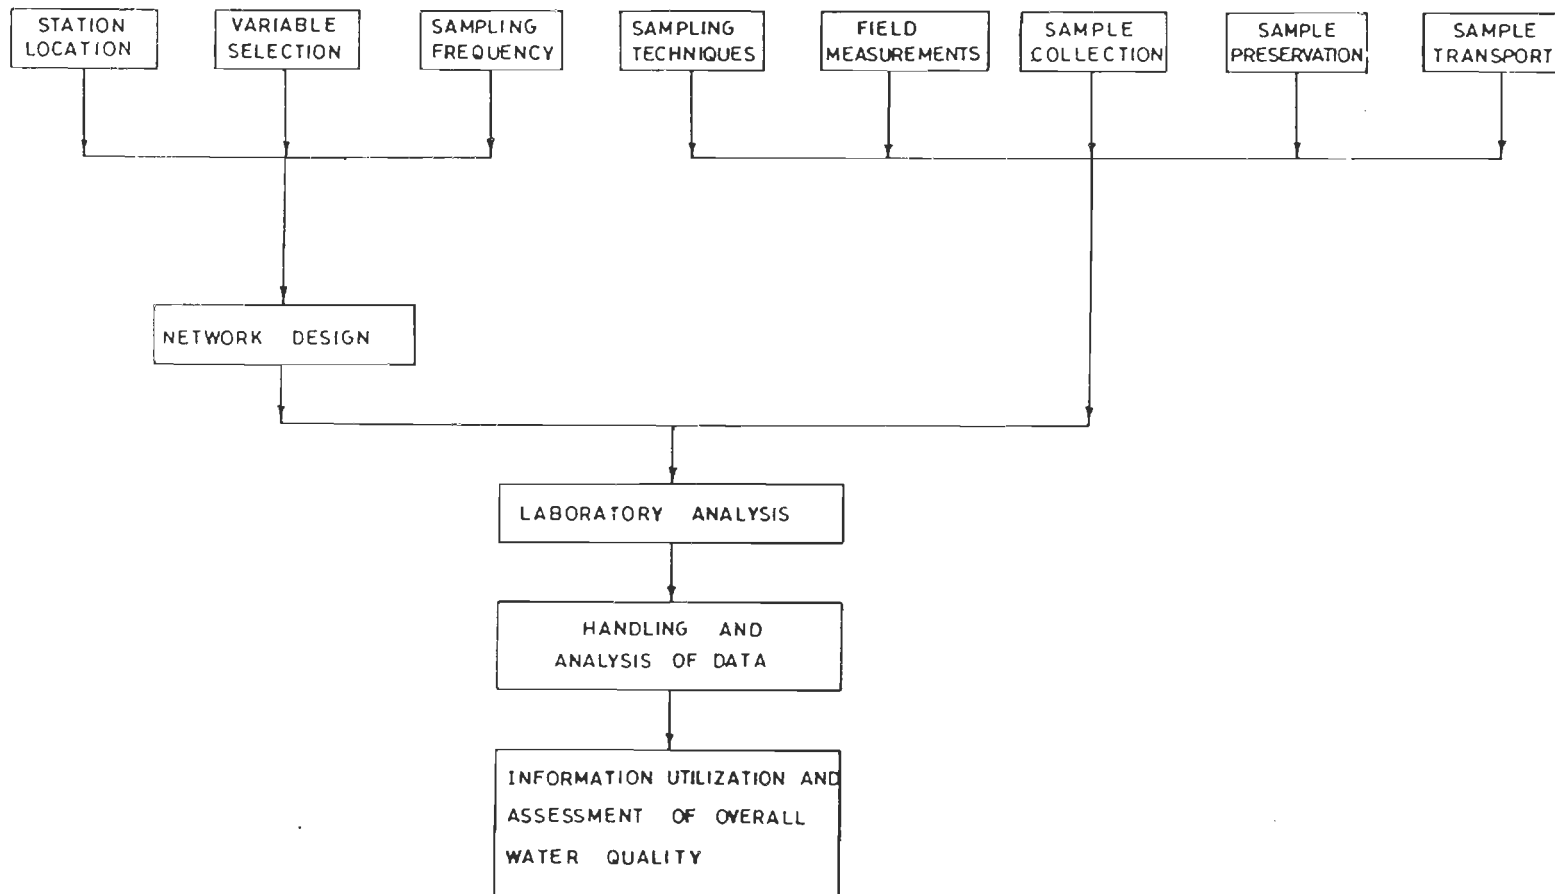 STATION
LOCATION
VARIABLE
SELECTION
SAMPLING
FREQUENCY
SAMPLING
TECHNIQUES
FIELD
MEASUREMENTS
SAMPLE
COLLECTION
SAMPLE
PRESERVATION
SAMPLE
TRANSPORT
NETWORK DESIGN
LABORATORY ANALYSIS
HANDLING AND
ANALYSIS OF DATA
INFORMATION UTILIZATION AND
ASSESSMENT OF OVERALL
WATER QUALITY